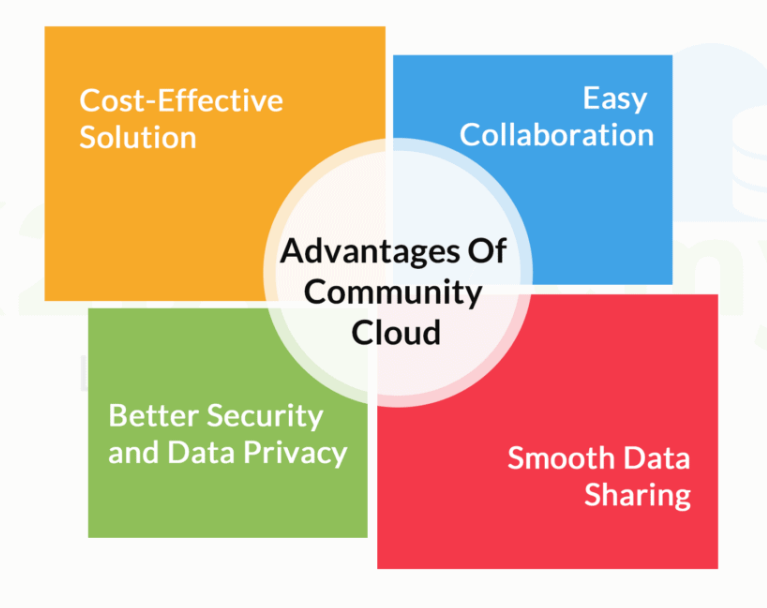 Cost-Effective
Solution
Easy
Collaboration
Advantages Of
Community
Cloud
Better Security
and Data Privacy
Smooth Data
Sharing